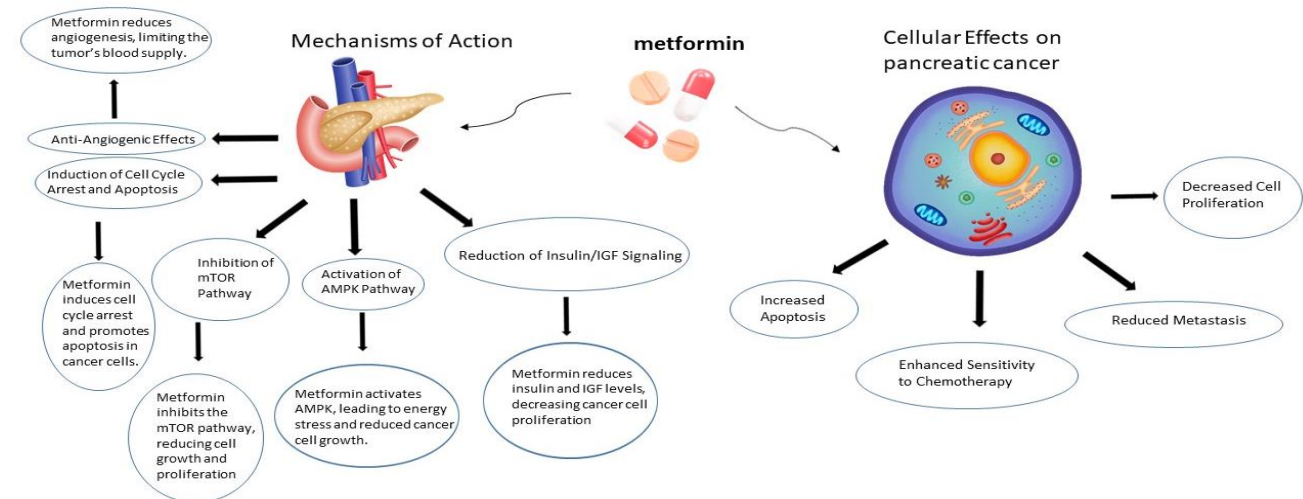 Metformin reduces
angiogenesis, limiting the
tumor's blood supply.
Mechanisms of Action
metformin
Cellular Effects on
pancreatic cancer
Anti-Angiogenic Effects
Induction of Cell Cycle
Arrest and Apoptosis
Decreased Cell
Proliferation
Inhibition of
mTOR
Pathway
Activation of
AMPK Pathway
Reduction of Insulin/IGF Signaling
Increased
Apoptosis
Reduced Metastasis
Enhanced Sensitivity
to Chemotherapy
Metformin
induces cell
cycle arrest
and promotes
apoptosis in
cancer cells.
Metformin
inhibits the
mTOR pathway,
reducing cell
growth and
proliferation
Metformin activates
AMPK, leading to energy
stress and reduced cancer
cell growth.
Metformin reduces
insulin and IGF levels,
decreasing cancer cell
proliferation